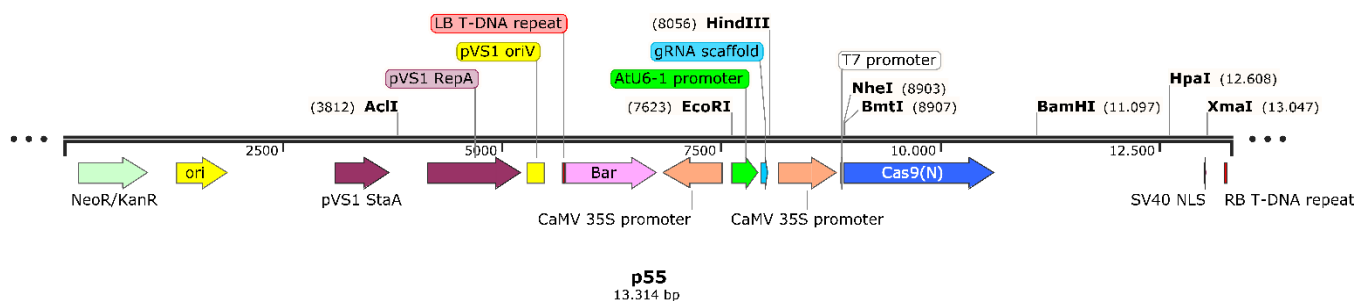 LB T-DNA repeat
(8056) HindIII
pVS1 oriV
gRNA scaffold
T7 promoter
pVS1 RepA
AtU6-1 promoter
NheI (8903)
HpaI (12.608)
(3812) AclI
(7623) EcoRI
BmtI (8907)
BamHI (11.097)
XmaI (13.047)
••• •••
2500 5000 7500 10.000 12.500
ori Bar Cas9(N)
NeoR/KanR pVS1 StaA SV40 NLS RB T-DNA repeat
CaMV 35S promoter CaMV 35S promoter
p55
13.314 bp